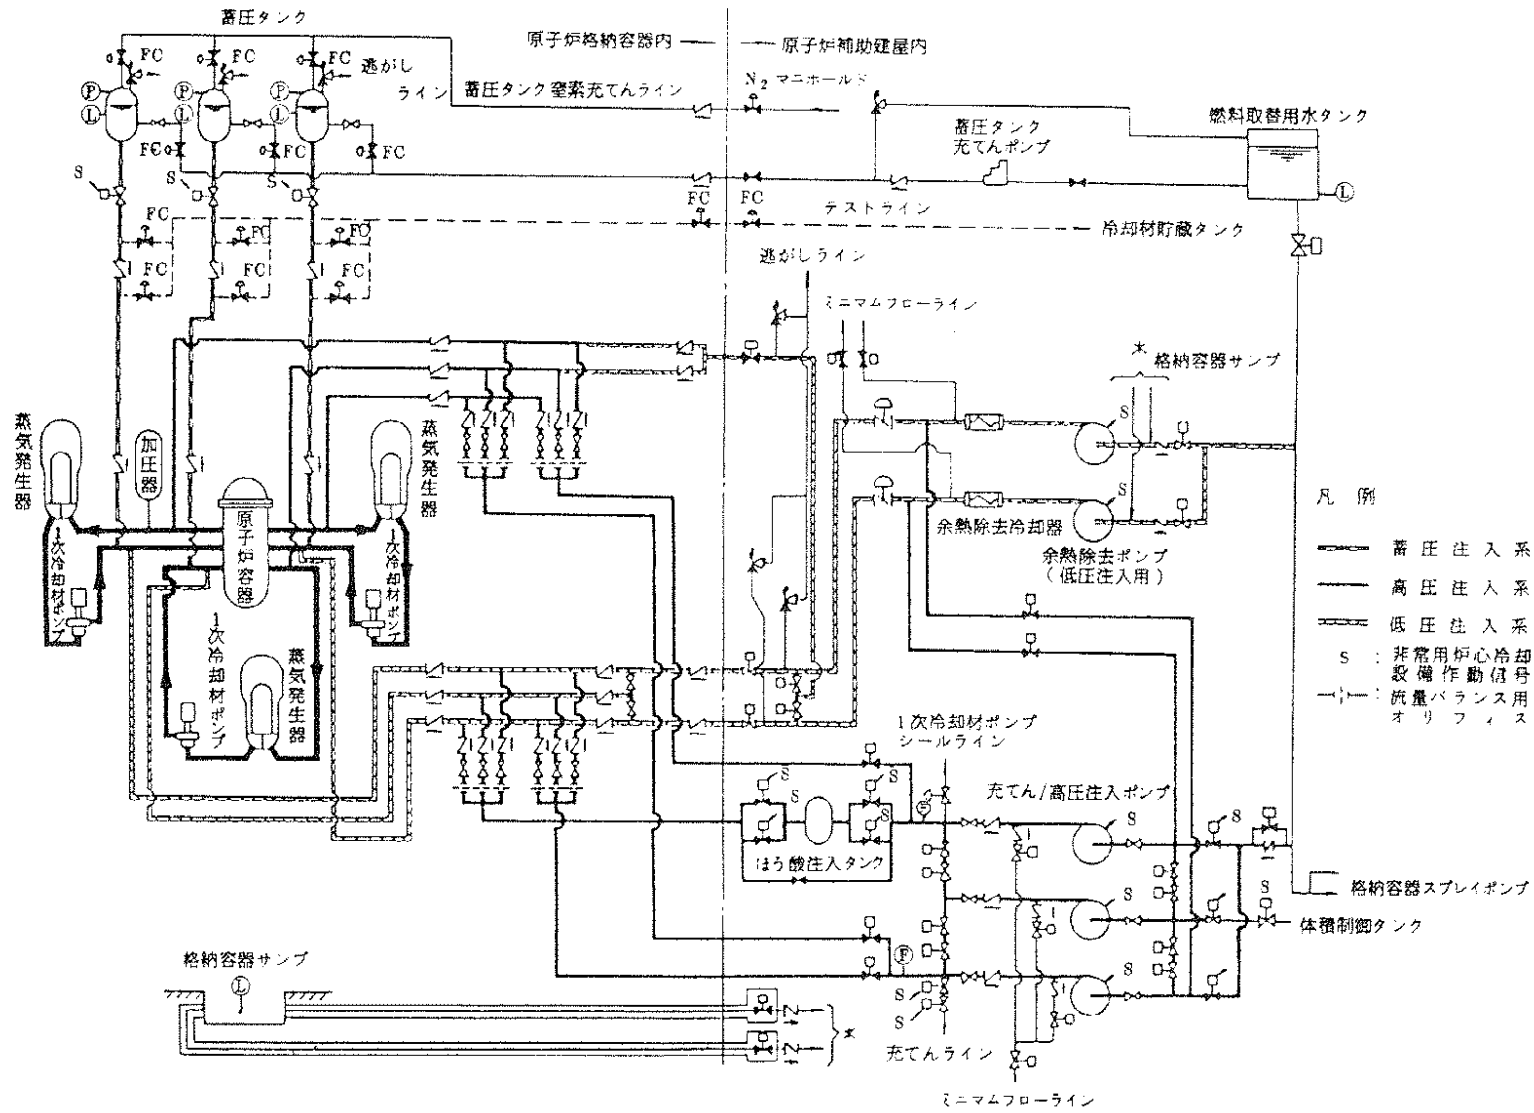 蓄圧タンク
原子炉格納容器内
原子炉補助建屋内
FC
FC
FC
逃がし
ライン
蓄圧タンク窒素充てんライン
N₂ マニホールド
P
P
P
L
L
L
燃料取替用水タンク
蓄圧タンク
充てんポンプ
FC
FC
FC
S
S
S
L
FC
FC
テストライン
冷却材貯蔵タンク
FC
FC
FC
FC
FC
FC
逃がしライン
ミニマムフローライン
*
格納容器サンプ
蒸気発生器
加圧器
蒸気発生器
S
S
原子炉容器
1次冷却材ポンプ
1次冷却材ポンプ
余熱除去冷却器
余熱除去ポンプ
(低圧注入用)
凡例
蓄圧注入系
高圧注入系
低圧注入系
S : 非常用炉心冷却
設備作動信号
: 流量バランス用
オリフィス
1次冷却材ポンプ
蒸気発生器
1次冷却材ポンプ
シールライン
充てん/高圧注入ポンプ
S
S
S
S
F
S
S
ほう酸注入タンク
S
S
格納容器スプレイポンプ
体積制御タンク
F
S
S
S
格納容器サンプ
L
*
充てんライン
ミニマムフローライン